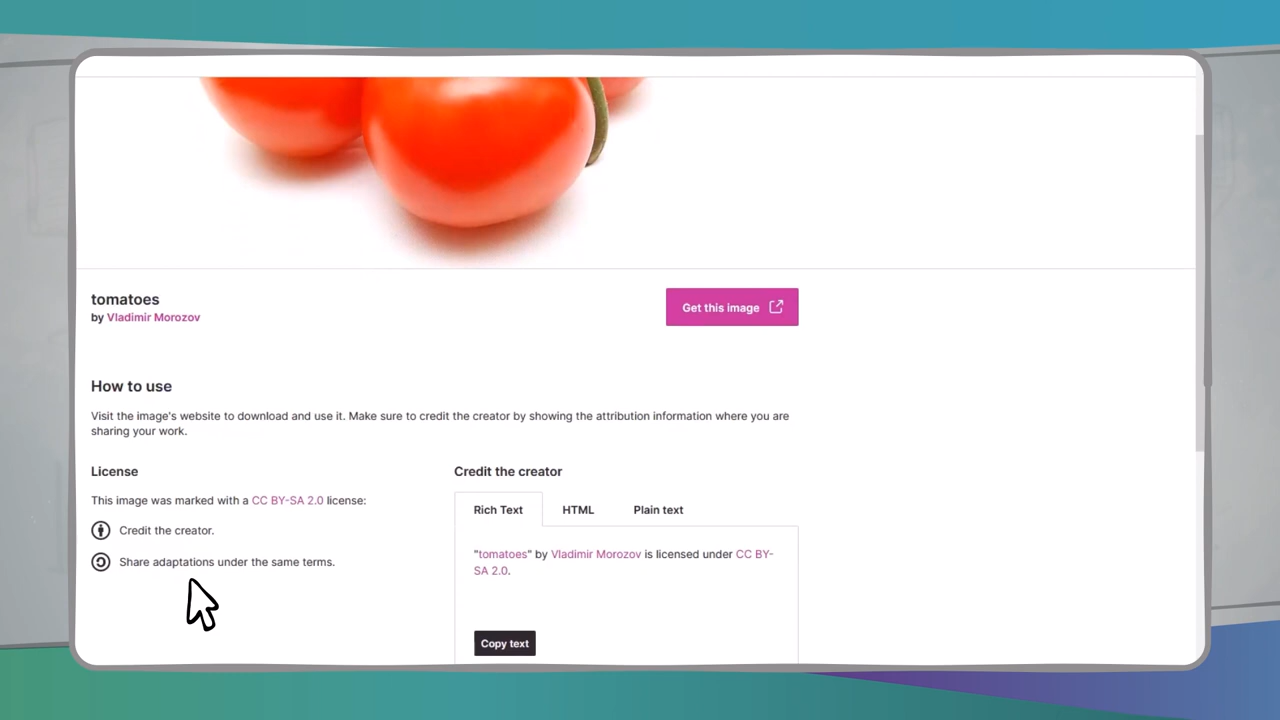 tomatoes
by Vladimir Morozov
Get this image
How to use
Visit the image's website to download and use it. Make sure to credit the creator by showing the attribution information where you are
sharing your work.
License
This image was marked with a CC BY-SA 2.0 license:
Credit the creator.
Share adaptations under the same terms.
Credit the creator
Rich Text HTML Plain text
"tomatoes" by Vladimir Morozov is licensed under CC BY-
SA 2.0.
Copy text